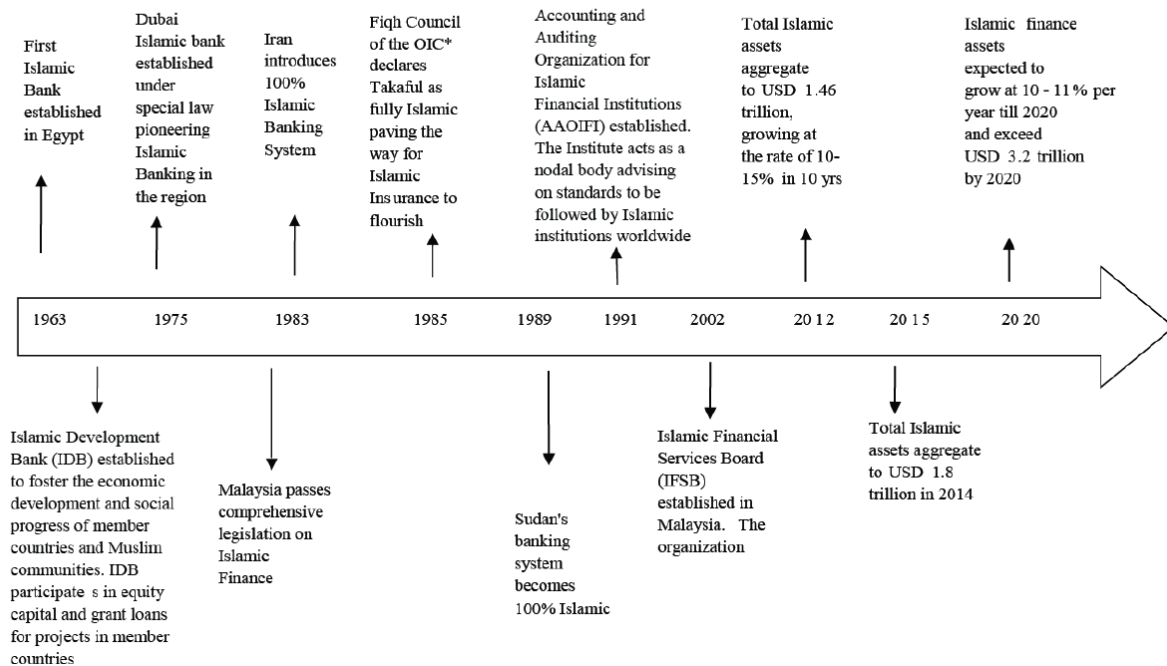 First
Islamic
Bank
established
in Egypt
Dubai
Islamic bank
established
under
special law
pioneering
Islamic
Banking in
the region
Iran
introduces
100%
Islamic
Banking
System
Fiqh Council
of the OIC*
declares
Takaful as
fully Islamic
paving the
way for
Islamic
Insurance to
flourish
Accounting and
Auditing
Organization for
Islamic
Financial Institutions
(AAOIFI) established.
The Institute acts as a
nodal body advising
on standards to be
followed by Islamic
institutions worldwide
Total Islamic
assets
aggregate
to USD 1.46
trillion,
growing at
the rate of 10-
15% in 10 yrs
Islamic finance
assets
expected to
grow at 10 - 11% per
year till 2020
and exceed
USD 3.2 trillion
by 2020
1963 1975 1983 1985 1989 1991 2002 2012 2015 2020
Islamic Development
Bank (IDB) established
to foster the economic
development and social
progress of member
countries and Muslim
communities. IDB
participate s in equity
capital and grant loans
for projects in member
countries
Malaysia passes
comprehensive
legislation on
Islamic
Finance
Sudan's
banking
system
becomes
100% Islamic
Islamic Financial
Services Board
(IFSB)
established in
Malaysia. The
organization
Total Islamic
assets aggregate
to USD 1.8
trillion in 2014